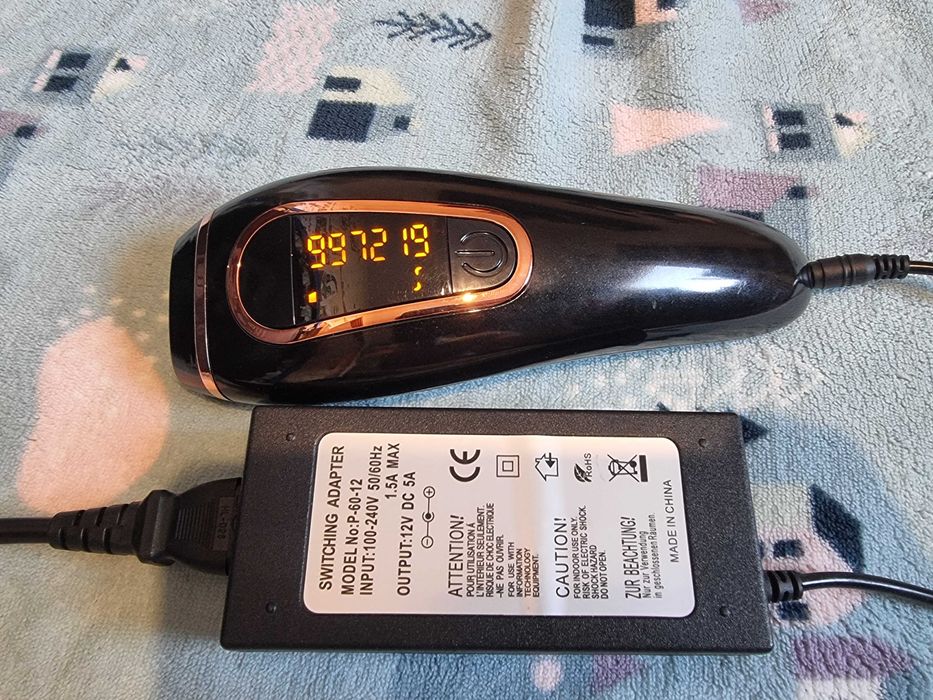 997219
SWITCHING ADAPTER
MODEL No:P-60-12
INPUT:100-240V 50/60Hz
1.5A MAX
OUTPUT:12V DC 5A
CE
RoHS
ATTENTION!
POUR UTILISATION À
L'INTERIEUR SEULEMENT.
RISQUE DE CHOC ELECTRIQUE
–NE PAS OUVRIR.
FOR USE WITH
INFORMATION
TECHNOLOGY
EQUIPMENT.
CAUTION!
FOR INDOOR USE ONLY.
RISK OF ELECTRIC SHOCK.
SHOCK HAZARD
DO NOT OPEN.
ZUR BEACHTUNG!
Nur zur Verwendung
in geschlossenen Räumen.
MADE IN CHINA